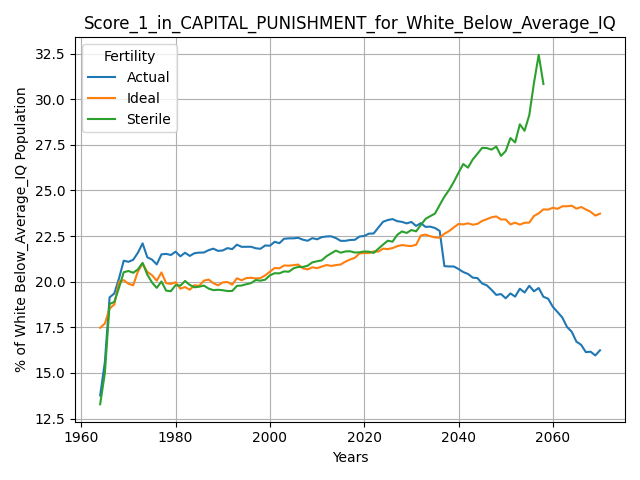 Score_1_in_CAPITAL_PUNISHMENT_for_White_Below_Average_IQ
Fertility
Actual
Ideal
Sterile
% of White Below_Average_IQ Population
32.5
30.0
27.5
25.0
22.5
20.0
17.5
15.0
12.5
1960
1980
2000
2020
2040
2060
Years